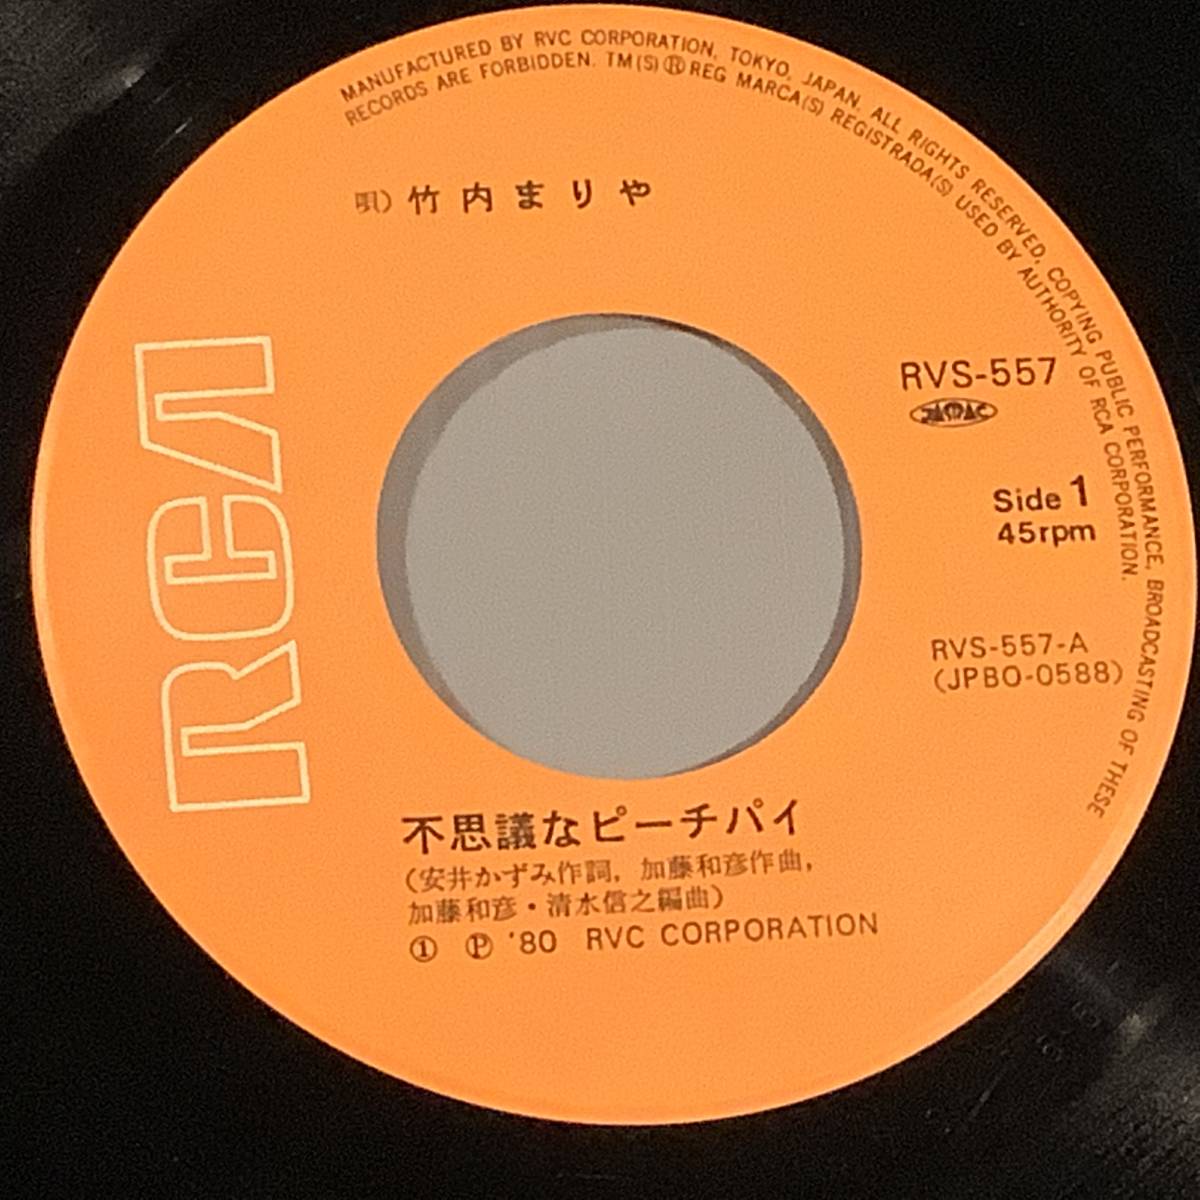 MANUFACTURED BY RVC CORPORATION, TOKYO, JAPAN. ALL RIGHTS RESERVED, COPYING PUBLIC PERFORMANCE, BROADCASTING OF THESE
RECORDS ARE FORBIDDEN. TM(S)®REG MARCA(S) REGISTRADA(S) USED BY AUTHORITY OF RCA CORPORATION.
唄）竹内まりや
RCA
RVS-557
JASRAC
Side 1
45rpm
RVS-557-A
(JPBO-0588)
不思議なピーチパイ
(安井かずみ作詞, 加藤和彦作曲,
加藤和彦・清水信之編曲)
① Ⓟ '80 RVC CORPORATION